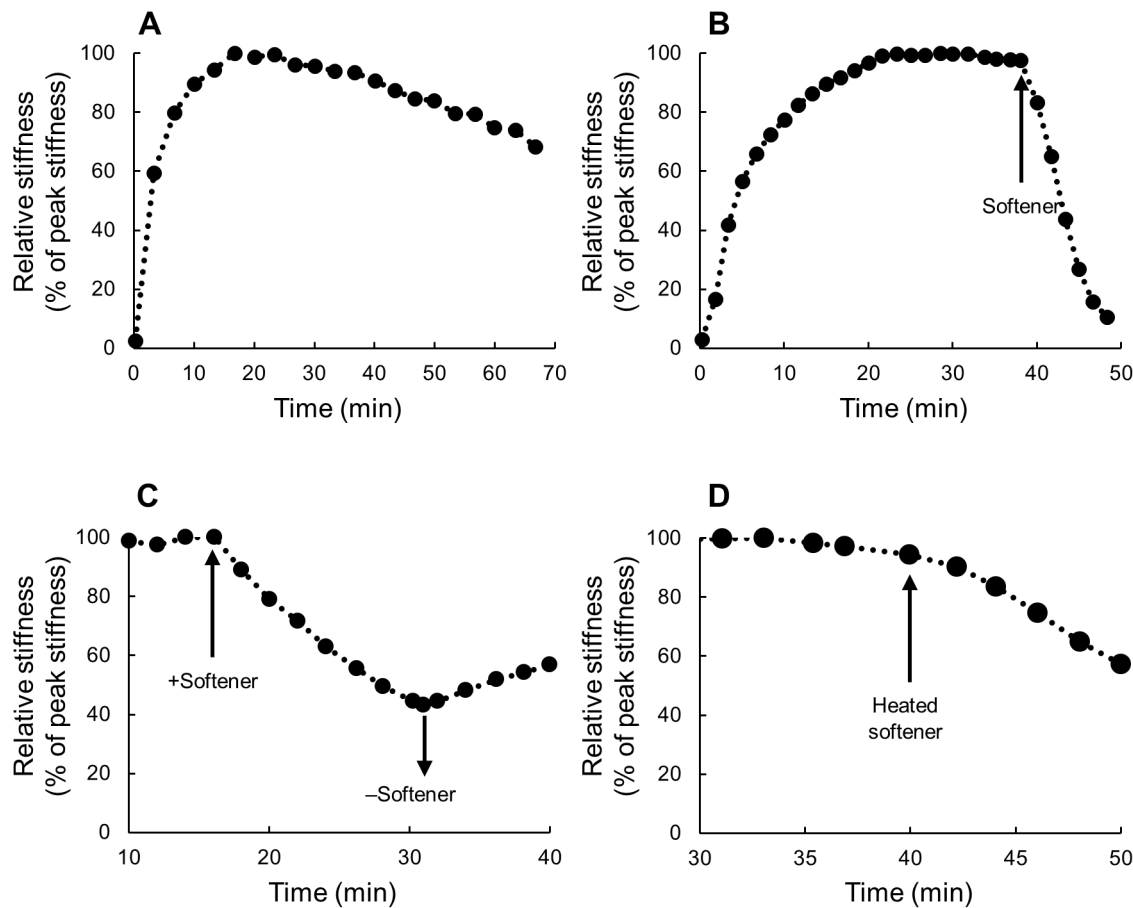 A
Relative stiffness
(% of peak stiffness)
100
80
60
40
20
0
0 10 20 30 40 50 60 70
Time (min)
B
Relative stiffness
(% of peak stiffness)
100
80
60
40
20
0
Softener
0 10 20 30 40 50
Time (min)
C
Relative stiffness
(% of peak stiffness)
100
80
60
40
20
0
+Softener
–Softener
10 20 30 40
Time (min)
D
Relative stiffness
(% of peak stiffness)
100
80
60
40
20
0
Heated
softener
30 35 40 45 50
Time (min)